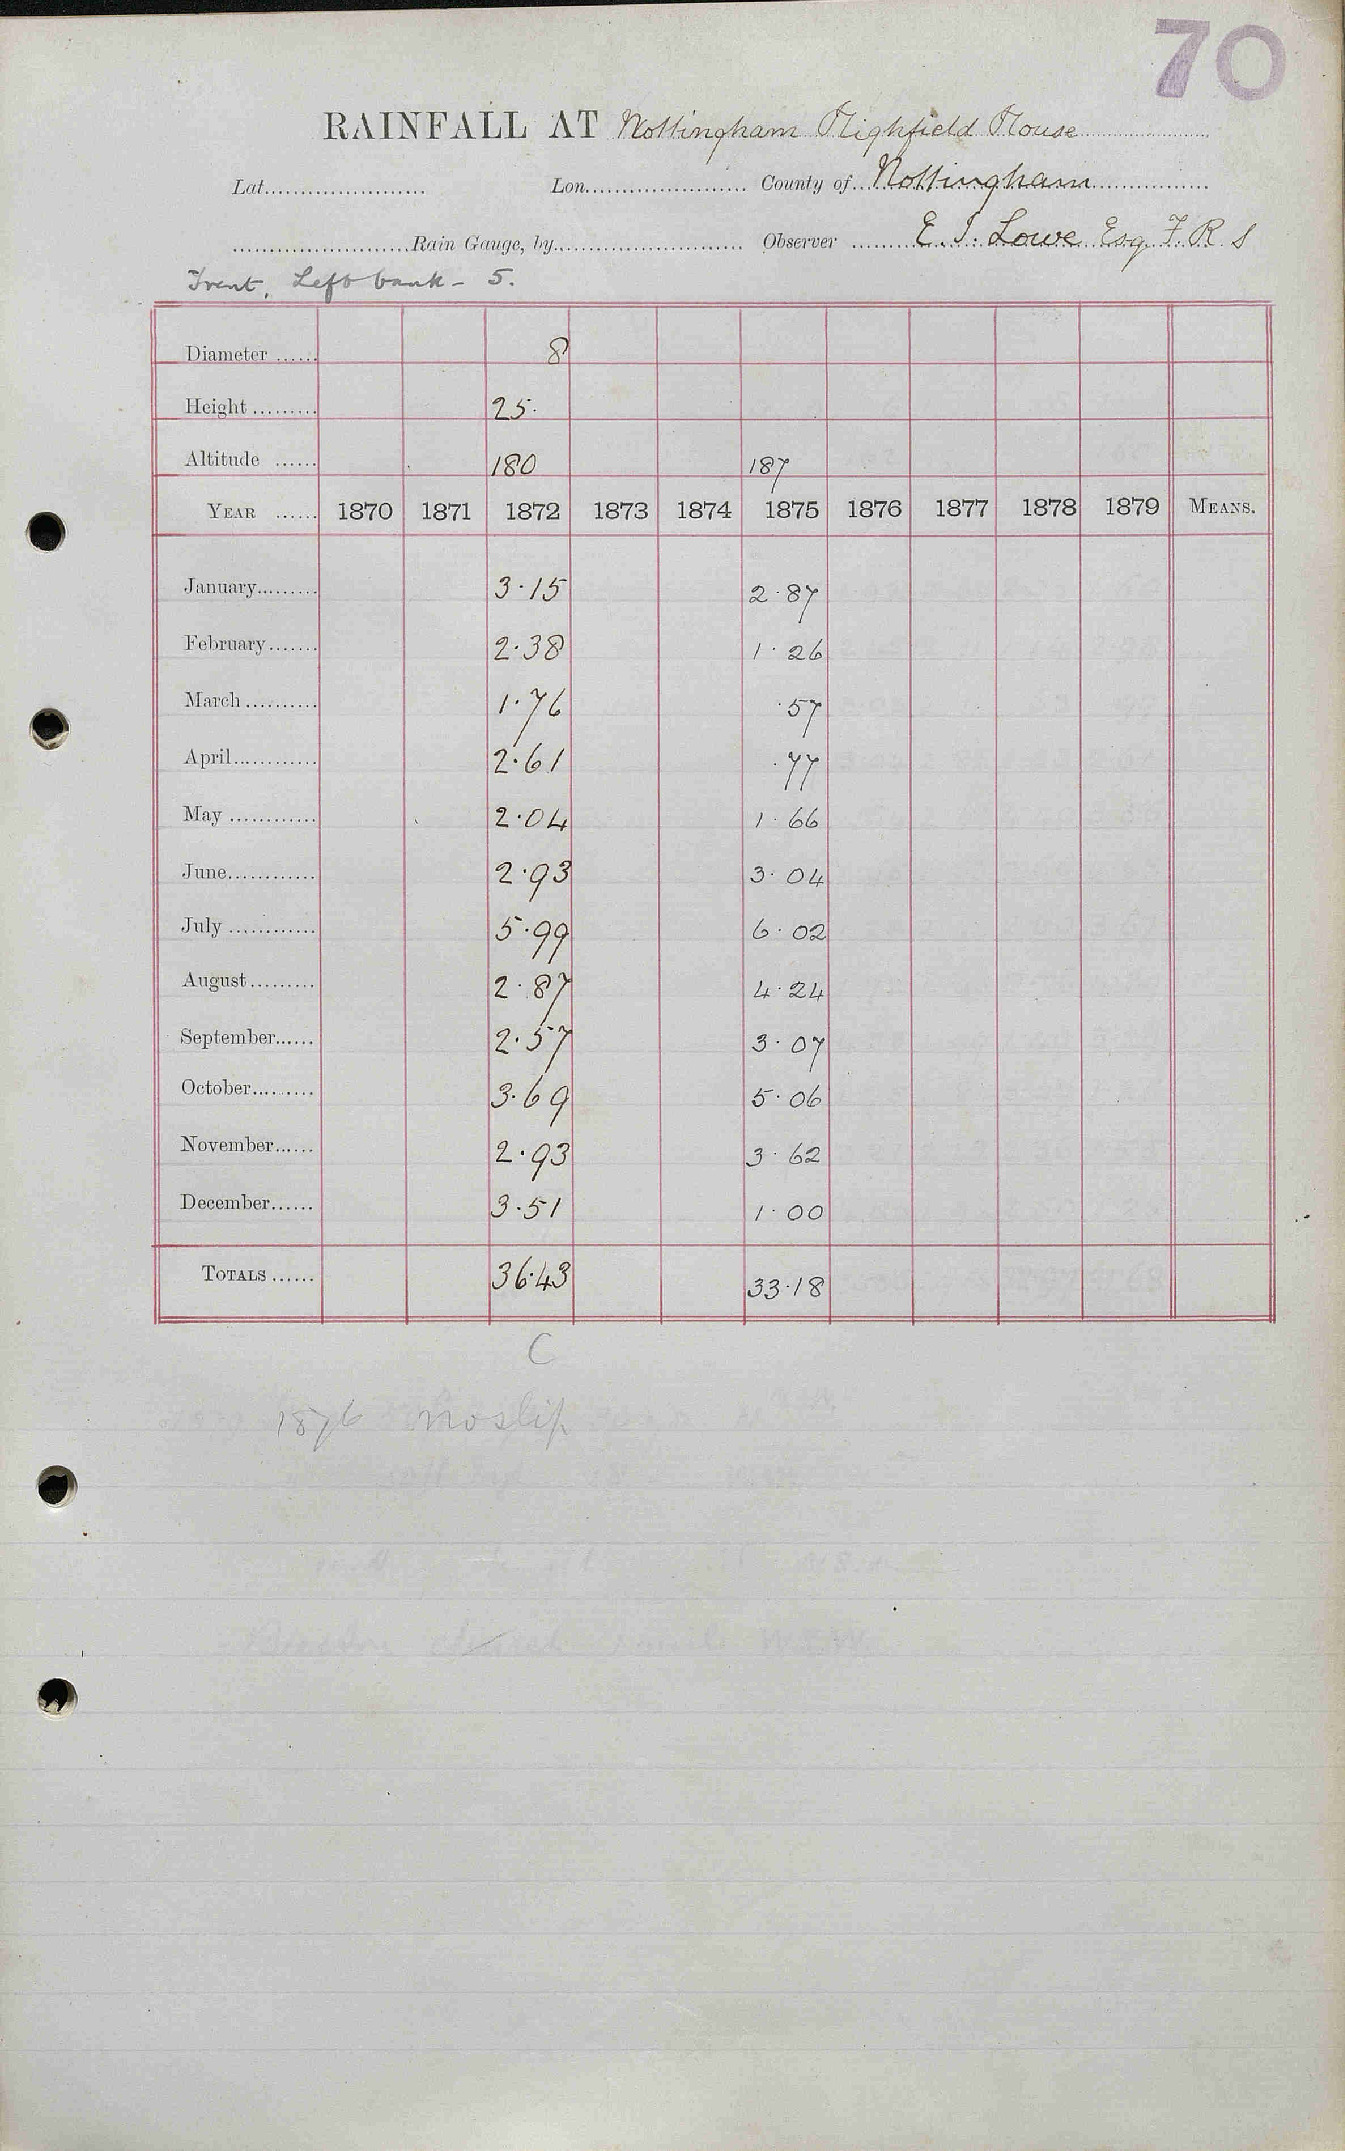 70
RAINFALL AT Nottingham Highfield House
Lat. Lon. County of Nottingham
Rain Gauge, by Observer E. J. Lowe Esq F R S
Trent, Left bank - 5.
Diameter ...... 8
Height ......... 25.
Altitude ...... 180 187
YEAR ...... 1870 1871 1872 1873 1874 1875 1876 1877 1878 1879 MEANS.
January......... 3.15 2.87
February....... 2.38 1.26
March .......... 1.76 .57
April............ 2.61 .77
May ............ 2.04 1.66
June............ 2.93 3.04
July ............ 5.99 6.02
August......... 2.87 4.24
September...... 2.57 3.07
October......... 3.69 5.06
November...... 2.93 3.62
December...... 3.51 1.00
TOTALS ...... 36.43 33.18
C
1876 No slip